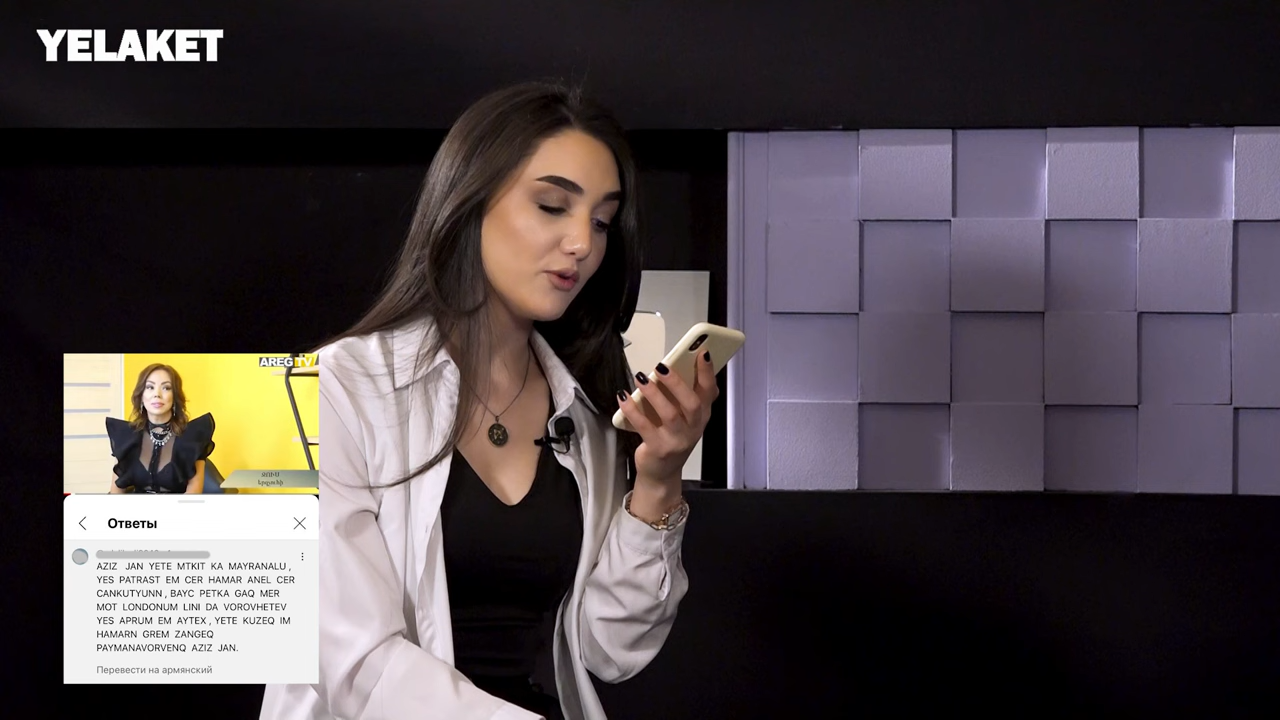 YELAKET
AREG TV
Ответы
AZIZ JAN YETE MTKIT KA MAYRANALU,
YES PATRAST EM CER HAMAR ANEL CER
CANKUTYUNN, BAYC PETKA GAQ MER
MOT LONDONUM LINI DA VOROVHETEV
YES APRUM EM AYTEX, YETE KUZEQ IM
HAMARN GREM ZANGEQ
PAYMANAVORVENQ AZIZ JAN.
Перевести на армянский